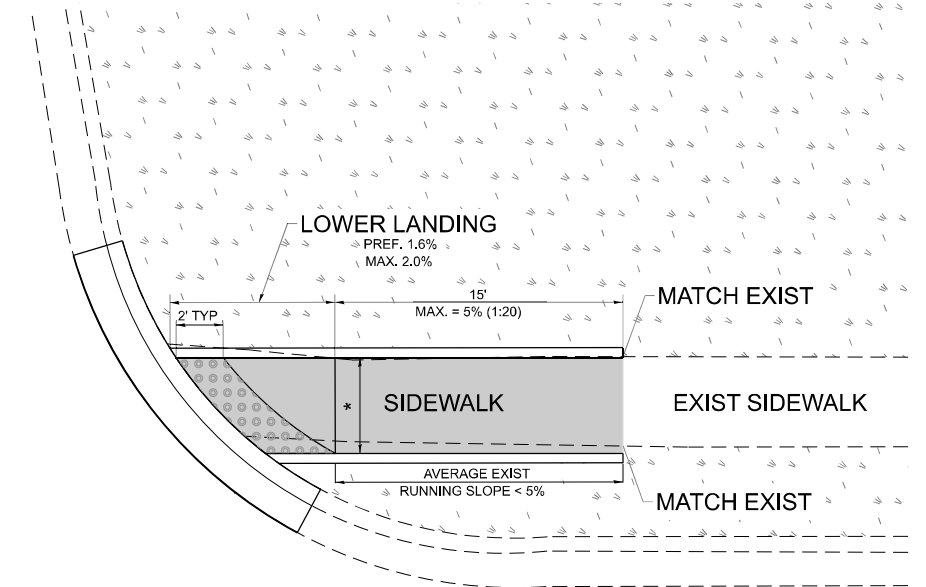 LOWER LANDING
PREF. 1.6%
MAX. 2.0%
15'
MAX. = 5% (1:20)
MATCH EXIST
2' TYP
* SIDEWALK
EXIST SIDEWALK
AVERAGE EXIST
RUNNING SLOPE < 5%
MATCH EXIST